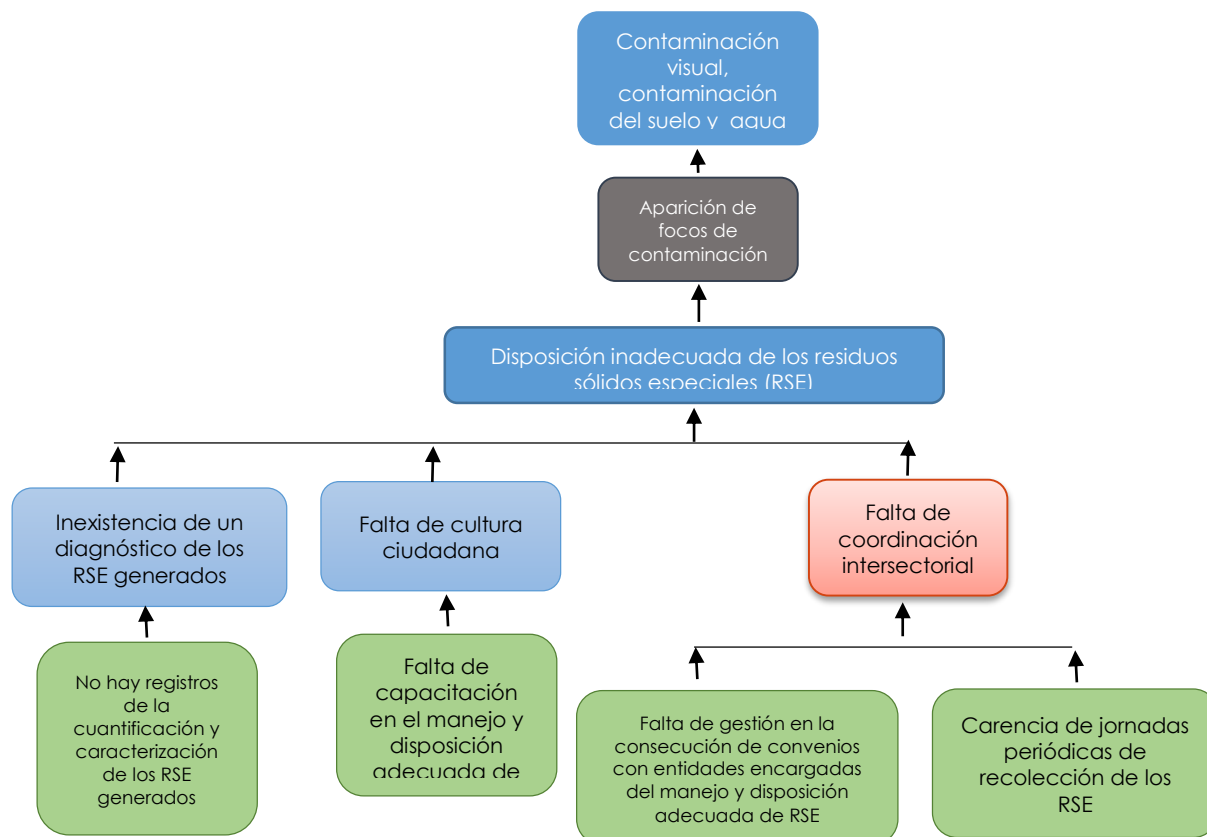 Contaminación
visual,
contaminación
del suelo y agua
Aparición de
focos de
contaminación
Disposición inadecuada de los residuos
sólidos especiales (RSE)
Inexistencia de un
diagnóstico de los
RSE generados
Falta de cultura
ciudadana
Falta de
coordinación
intersectorial
No hay registros
de la
cuantificación y
caracterización
de los RSE
generados
Falta de
capacitación
en el manejo y
disposición
adecuada de
Falta de gestión en la
consecución de convenios
con entidades encargadas
del manejo y disposición
adecuada de RSE
Carencia de jornadas
periódicas de
recolección de los
RSE